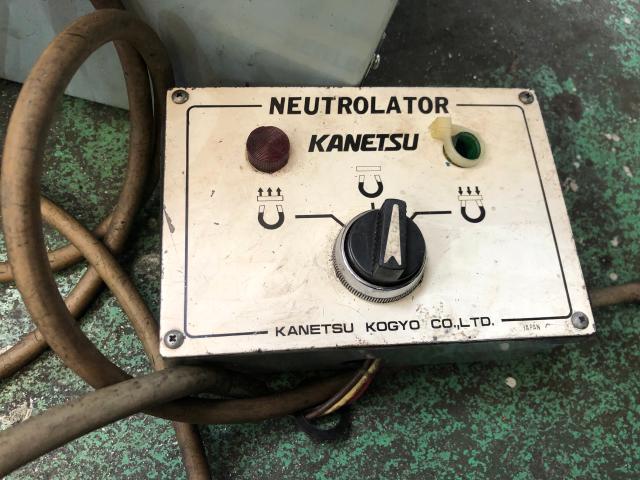 NEUTROLATOR
KANETSU
KANETSU KOGYO CO.,LTD.
JAPAN